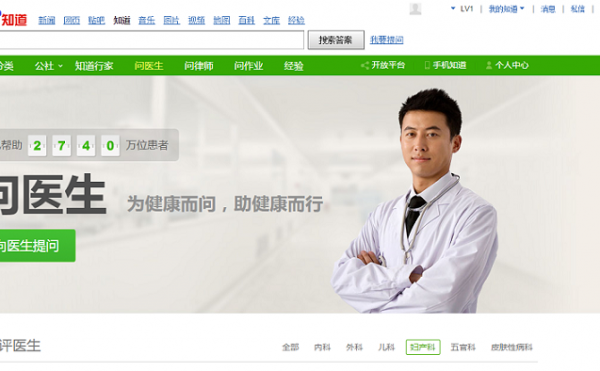 知道 新闻 网页 贴吧 知道 音乐 图片 视频 地图 百科 文库 经验
LV1 我的知道 消息 私信
搜索答案 我要提问
分类 公社 知道行家 问医生 问律师 问作业 经验 开放平台 手机知道 个人中心
帮助 2 7 4 0 万位患者
问医生 为健康而问，助健康而行
向医生提问
评医生 全部 内科 外科 儿科 妇产科 五官科 皮肤性病科